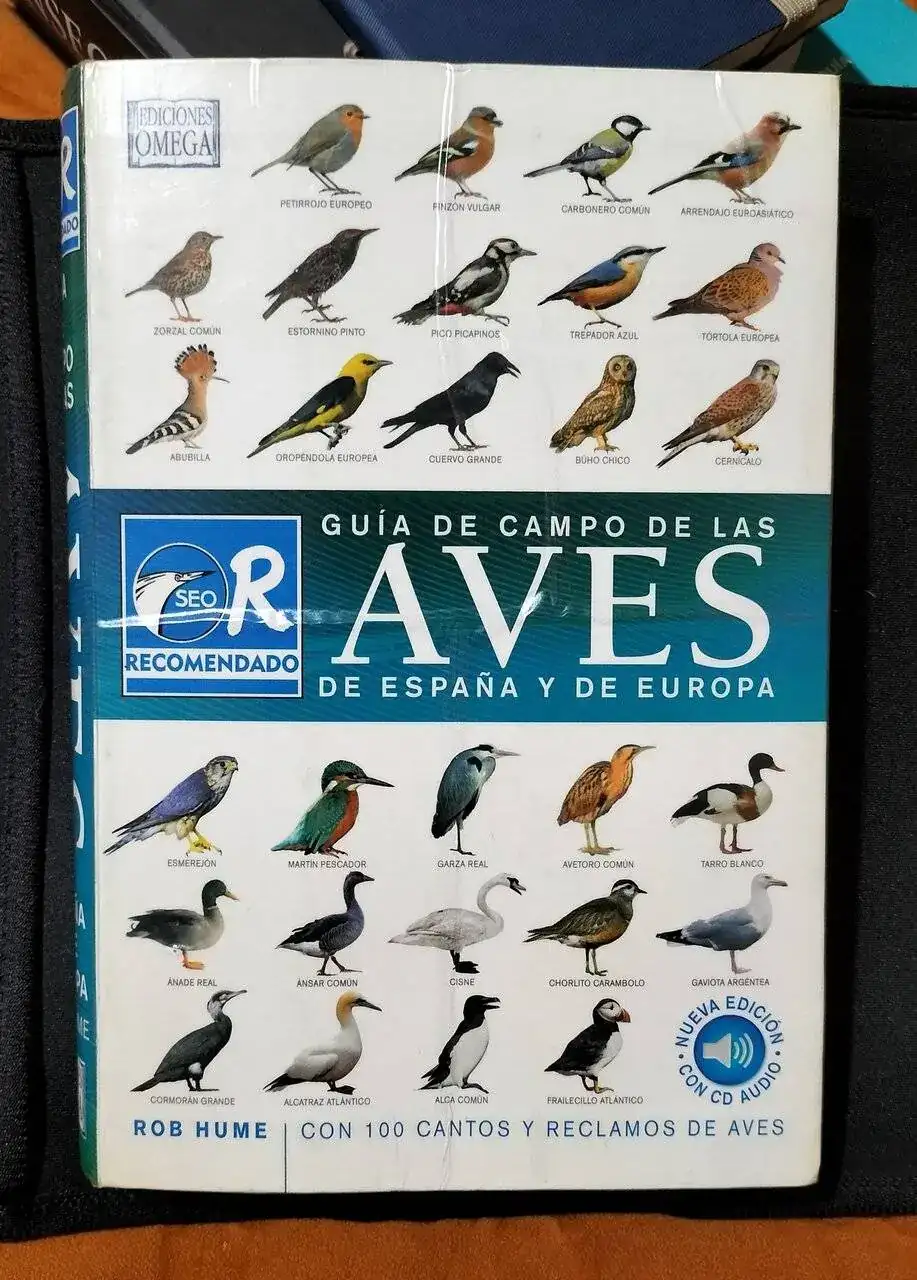 EDICIONES
OMEGA
PETIRROJO EUROPEO
PINZÓN VULGAR
CARBONERO COMÚN
ARRENDAJO EUROASIÁTICO
ZORZAL COMÚN
ESTORNINO PINTO
PICO PICAPINOS
TREPADOR AZUL
TÓRTOLA EUROPEA
ABUBILLA
OROPÉNDOLA EUROPEA
CUERVO GRANDE
BÚHO CHICO
CERNÍCALO
GUÍA DE CAMPO DE LAS
AVES
DE ESPAÑA Y DE EUROPA
SEO
R
RECOMENDADO
ESMEREJÓN
MARTÍN PESCADOR
GARZA REAL
AVETORO COMÚN
TARRO BLANCO
ÁNADE REAL
ÁNSAR COMÚN
CISNE
CHORLITO CARAMBOLO
GAVIOTA ARGÉNTEA
CORMORÁN GRANDE
ALCATRAZ ATLÁNTICO
ALCA COMÚN
FRAILECILLO ATLÁNTICO
• NUEVA EDICIÓN •
CON CD AUDIO
ROB HUME
CON 100 CANTOS Y RECLAMOS DE AVES